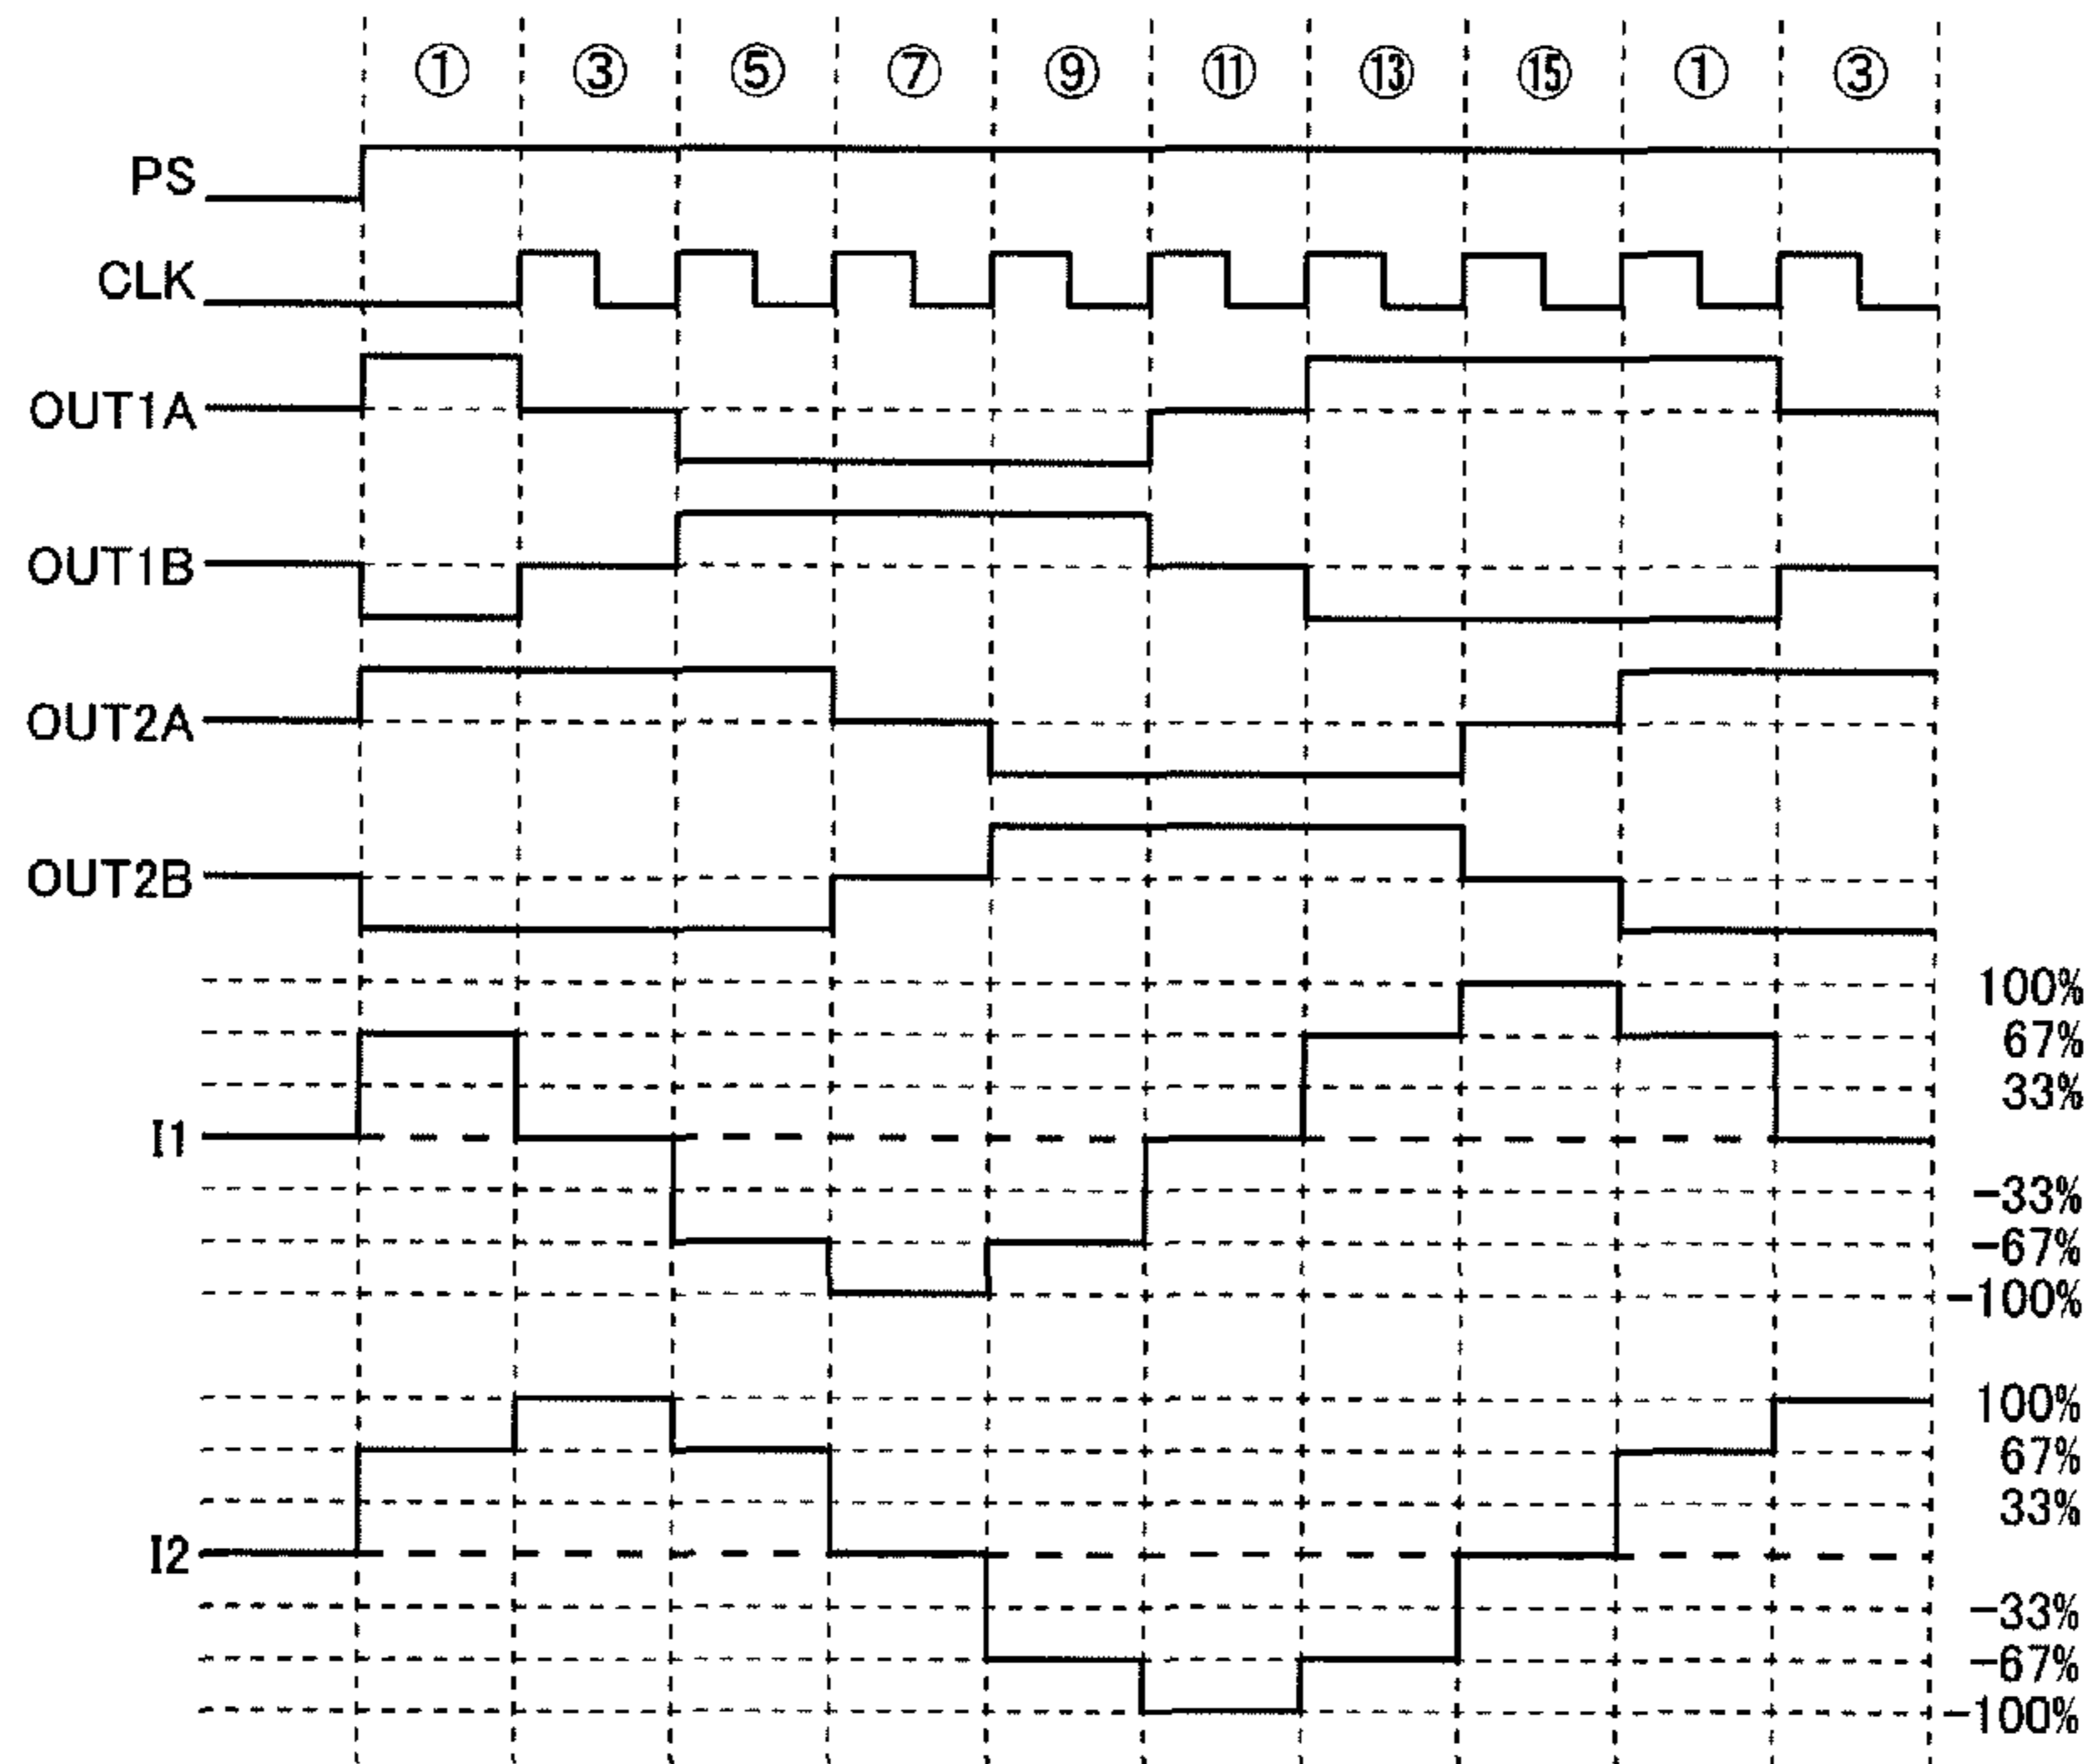 ① ③ ⑤ ⑦ ⑨ ⑪ ⑬ ⑮ ① ③
PS
CLK
OUT1A
OUT1B
OUT2A
OUT2B
100%
67%
33%
I1
-33%
-67%
-100%
100%
67%
33%
I2
-33%
-67%
-100%